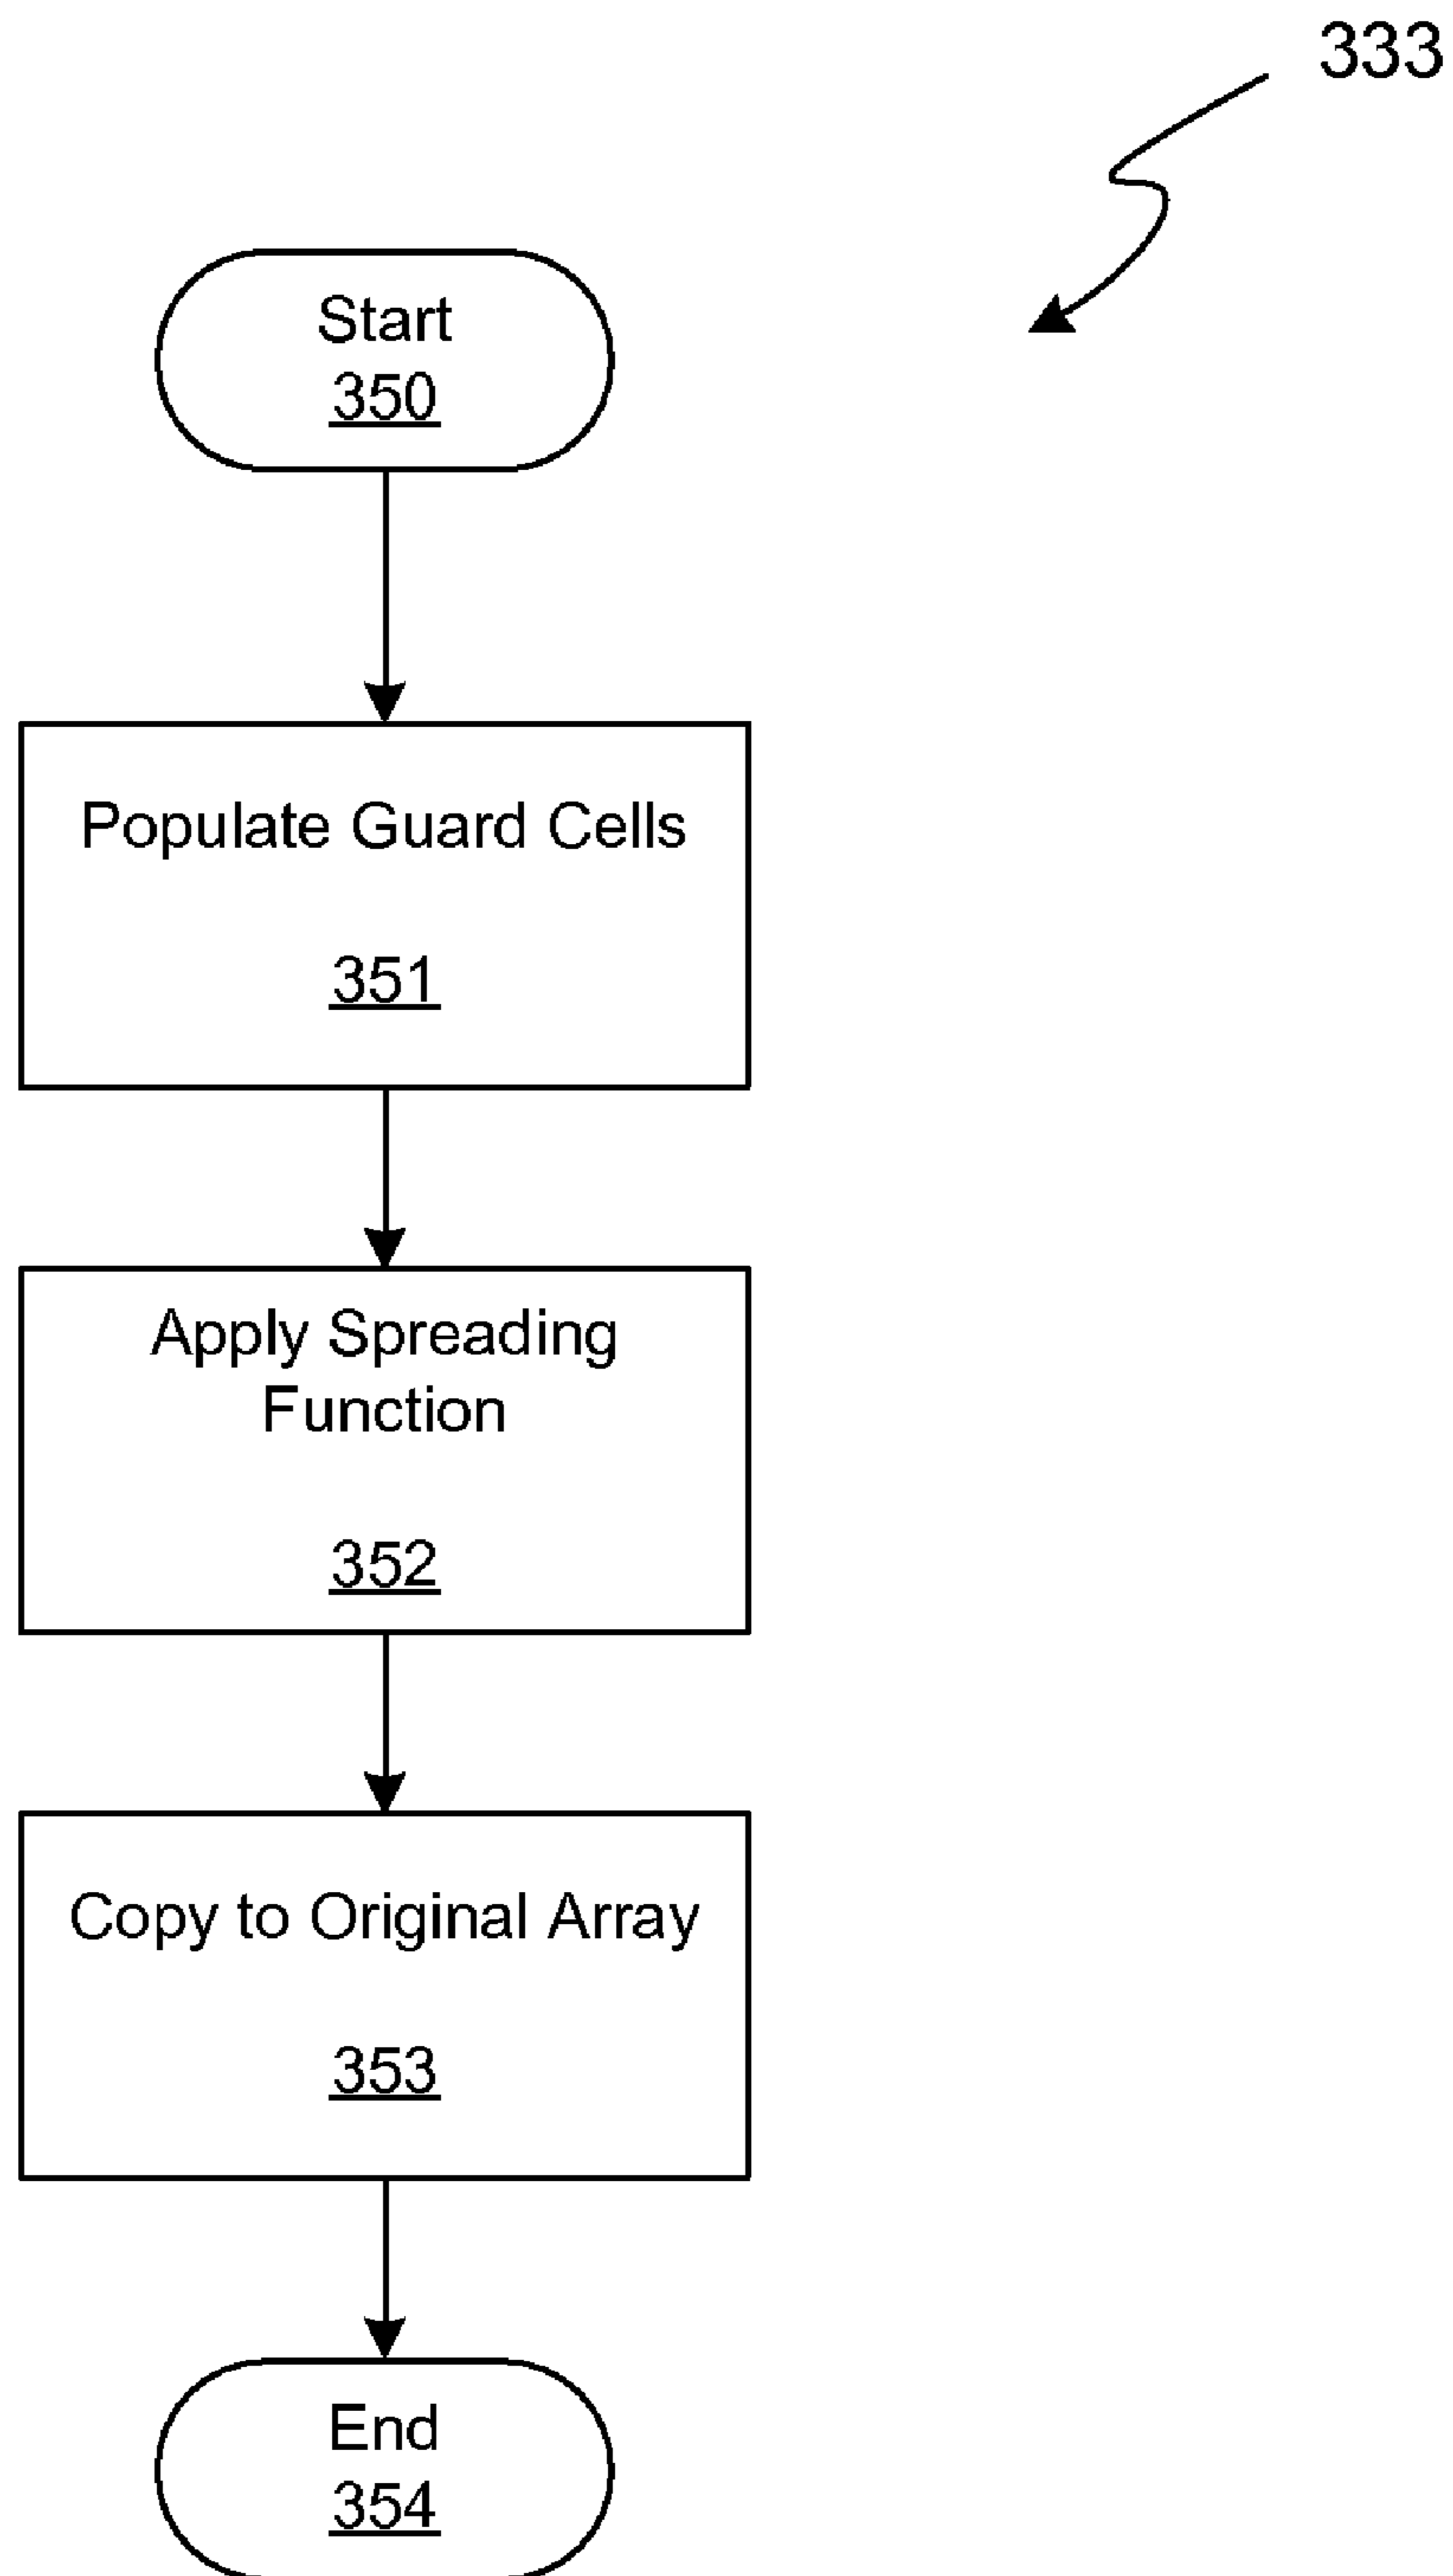 333
Start
350
Populate Guard Cells
351
Apply Spreading
Function
352
Copy to Original Array
353
End
354